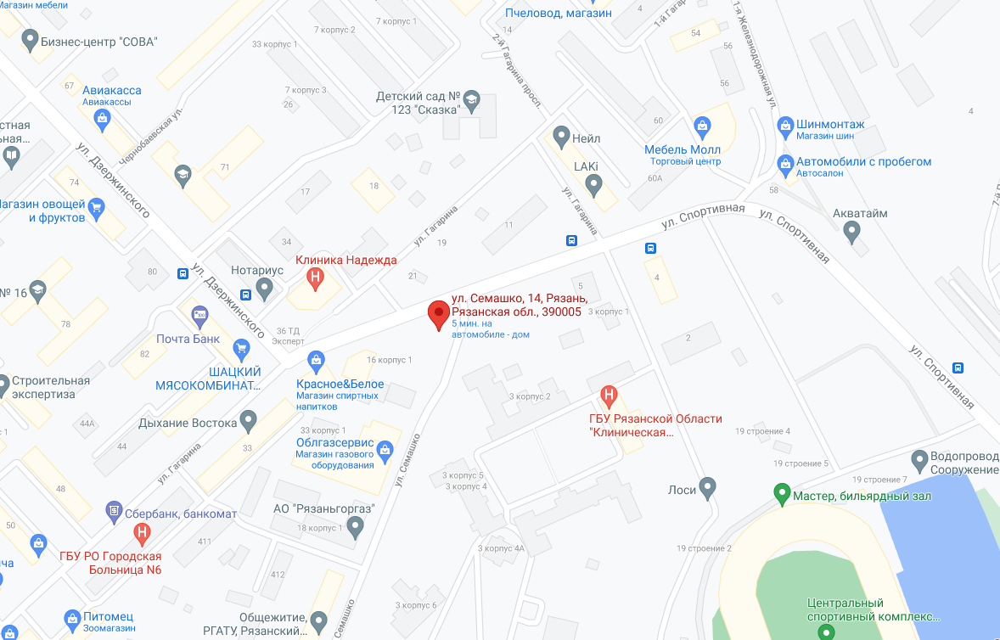 Магазин мебели
Пчеловод, магазин
1-й Гагарина
7 корпус 2
7 корпус 1
14
54
Бизнес-центр "СОВА"
33 корпус 1
56
2-й Гагарина просп.
1-я Железнодорожная ул.
67
Авиакасса
Авиакассы
7 корпус 3
26
Детский сад №
123 "Сказка"
56
4
Чернобаевская ул.
60
Шинмонтаж
Магазин шин
стная
ьная...
Нейл
Мебель Молл
Торговый центр
ул. Дзержинского
71
LAKi
60А
Автомобили с пробегом
Автосалон
74
17
18
58
Магазин овощей
и фруктов
ул. Гагарина
ул. Гагарина
11
ул. Спортивная
ул. Спортивная
Акватайм
34
19
80
Клиника Надежда
Нотариус
ул. Дзержинского
21
5
4
№ 16
ул. Семашко, 14, Рязань,
Рязанская обл., 390005
5 мин. на
автомобиле - дом
3 корпус 1
78
Почта Банк
36 ТД
Эксперт
2
82
16 корпус 1
ул. Спортивная
ШАЦКИЙ
МЯСОКОМБИНАТ...
Красное&Белое
Магазин спиртных
напитков
Строительная
экспертиза
3 корпус 2
44А
Дыхание Востока
ГБУ Рязанской Области
"Клиническая...
33 корпус 1
19 строение 4
44
33
Облгазсервис
Магазин газового
оборудования
ул. Гагарина
ул. Семашко
19 строение 5
Водопровод
Сооружение
3 корпус 5
3 корпус 4
19 строение 7
48
Лоси
Мастер, бильярдный зал
Сбербанк, банкомат
АО "Рязаньгоргаз"
18 корпус 1
50
411
ГБУ РО Городская
Больница N6
3 корпус 4А
19 строение 2
ча
412
3 корпус 6
Центральный
спортивный комплекс...
Питомец
Зоомагазин
Общежитие,
РГАТУ, Рязанский...
Семашко